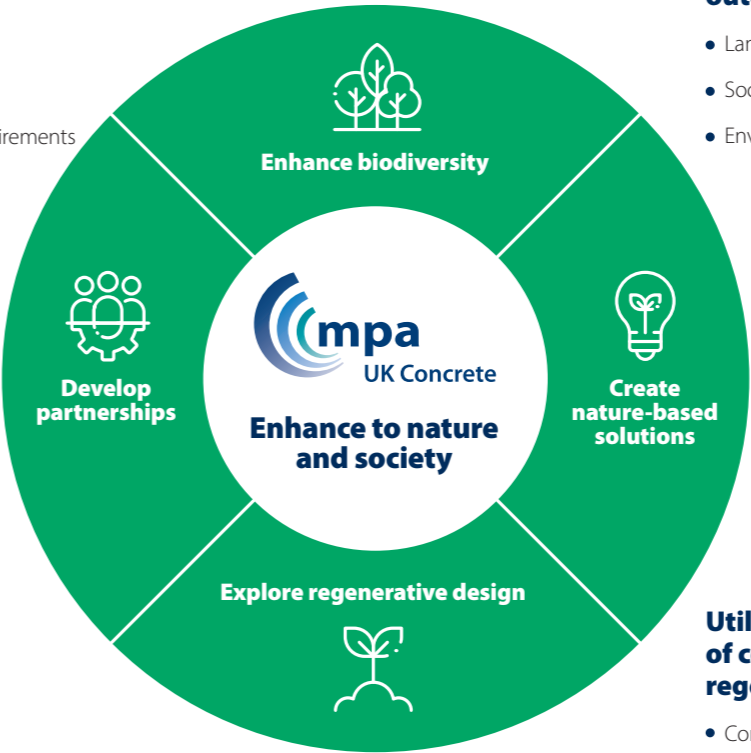 Enhance biodiversity
Develop
partnerships
mpa
UK Concrete
Enhance to nature
and society
Create
nature-based
solutions
Explore regenerative design